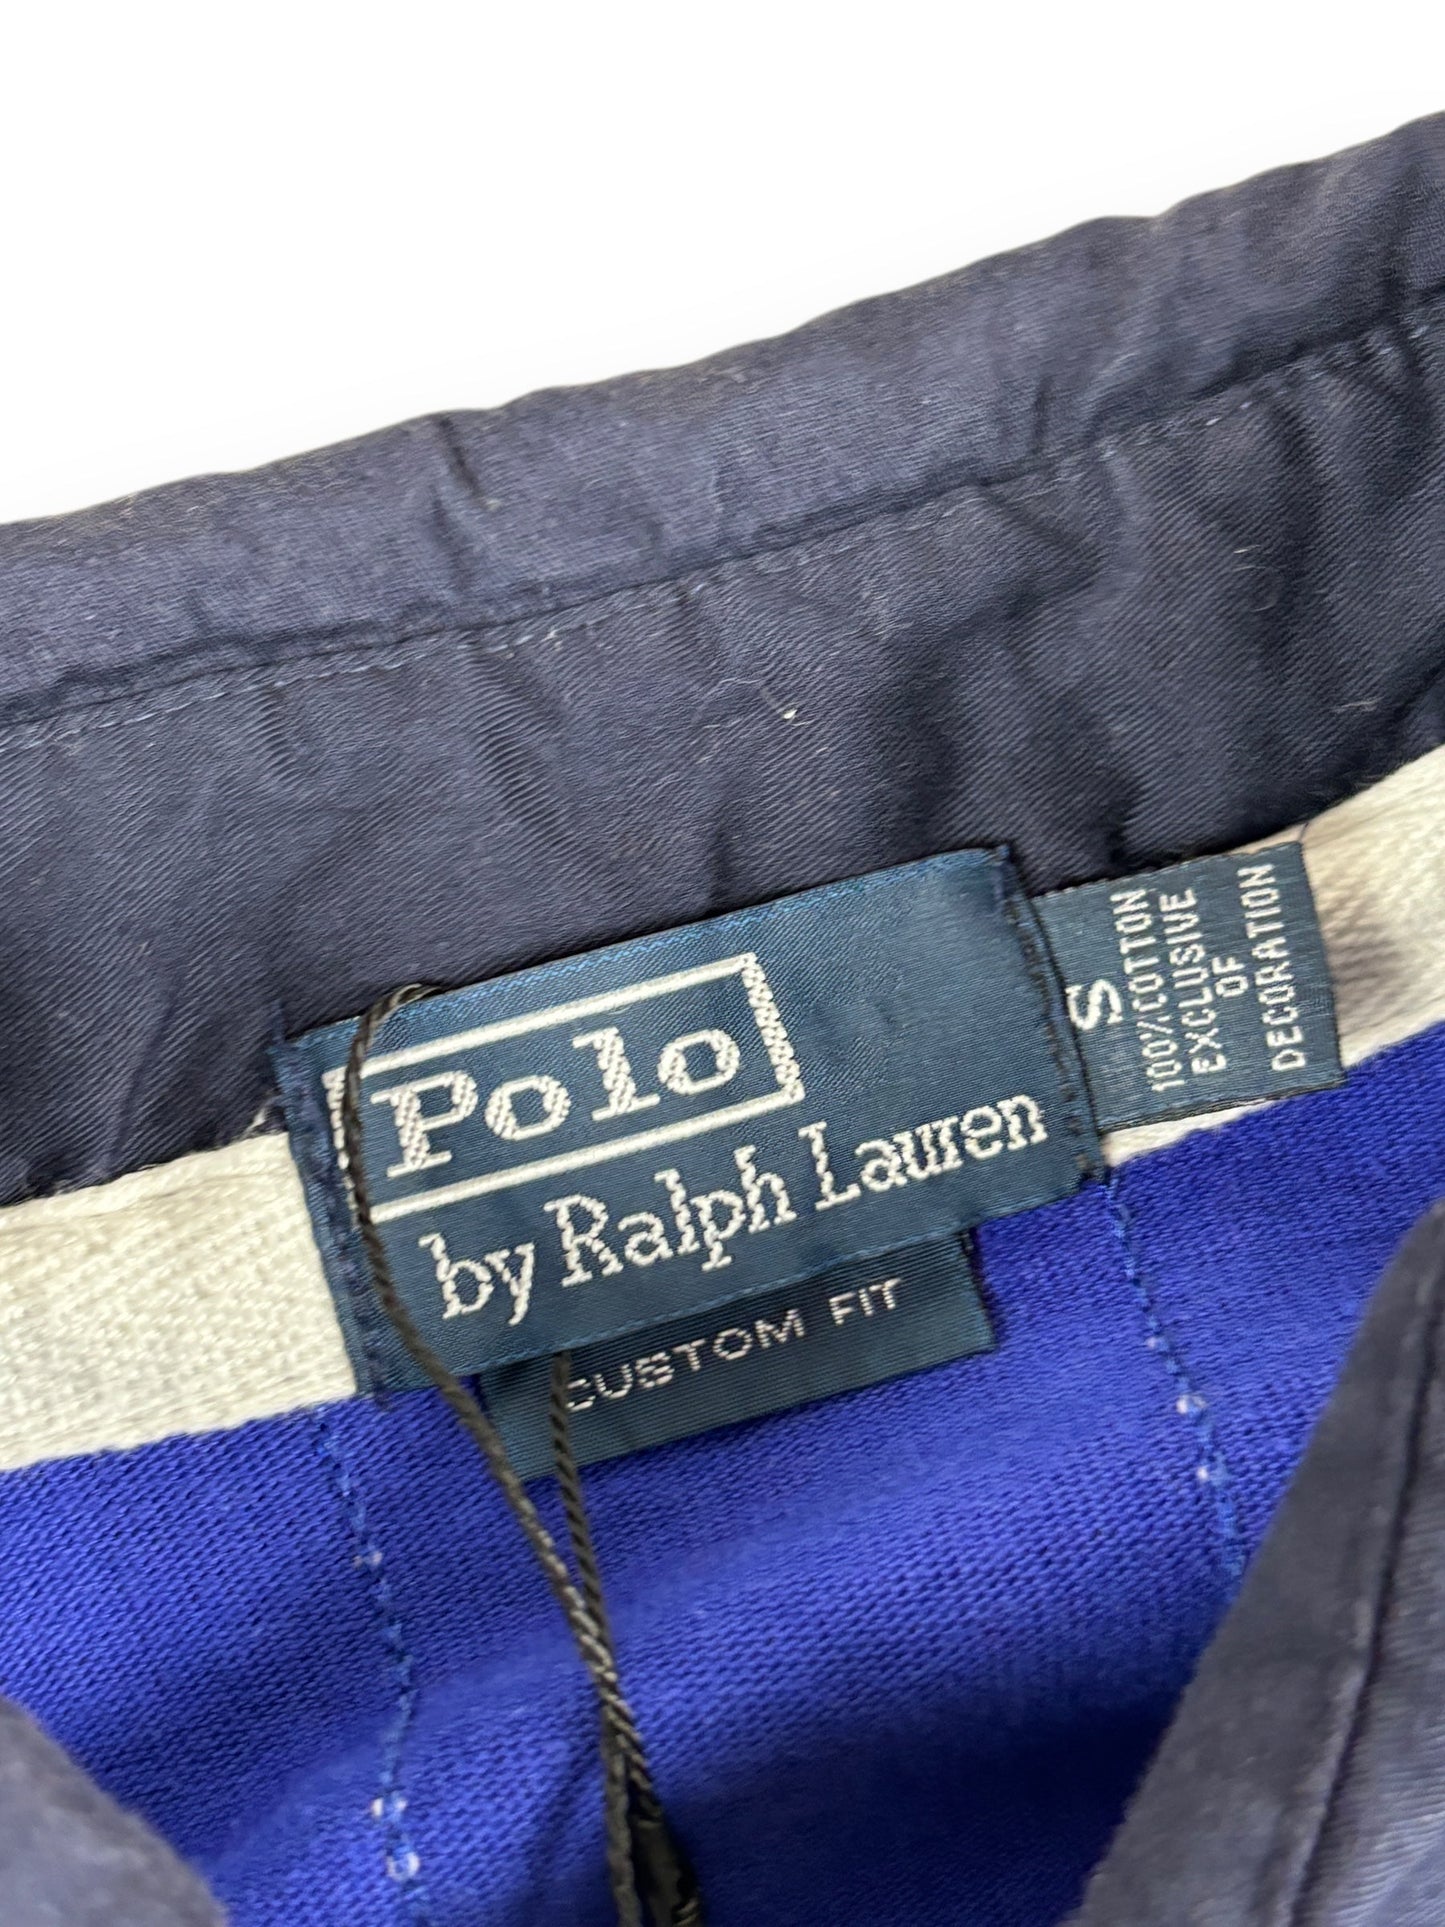 Polo
by Ralph Lauren
CUSTOM FIT
S
100%COTTON
EXCLUSIVE
OF
DECORATION